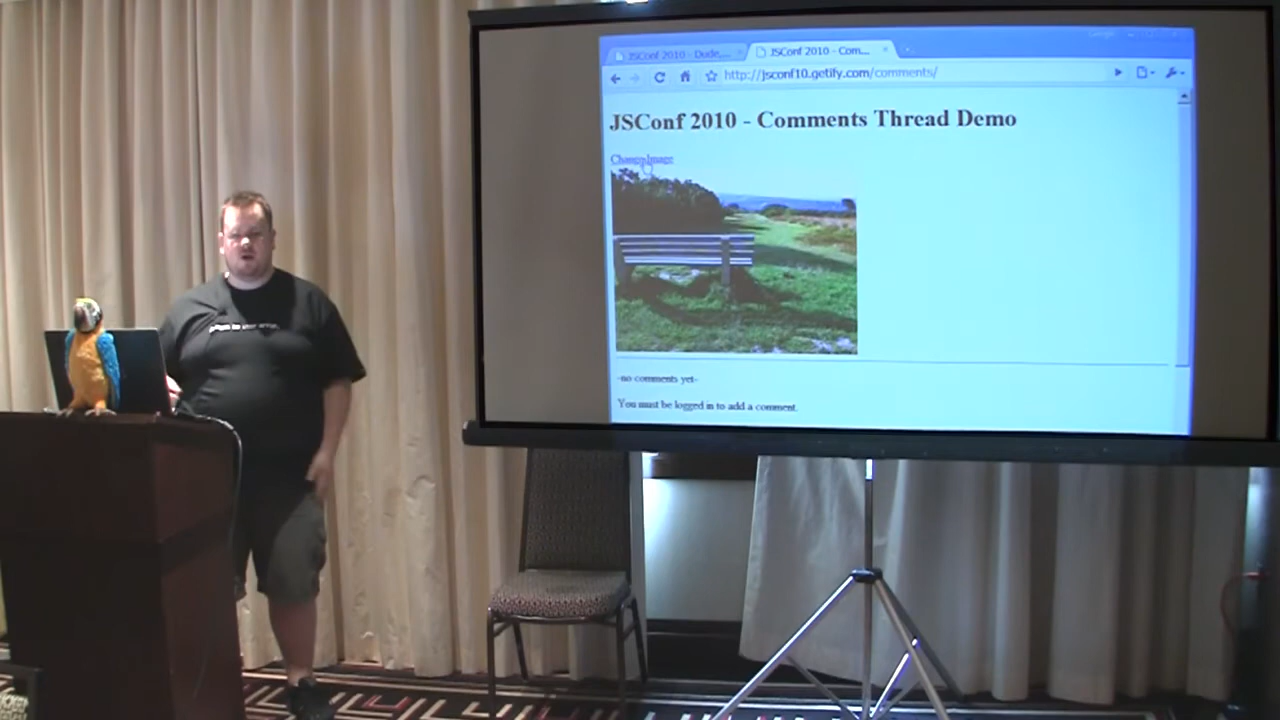 JSConf 2010 - Dude,...
JSConf 2010 - Com...
http://jsconf10.getify.com/comments/
JSConf 2010 - Comments Thread Demo
Change Image
-no comments yet-
You must be logged in to add a comment.